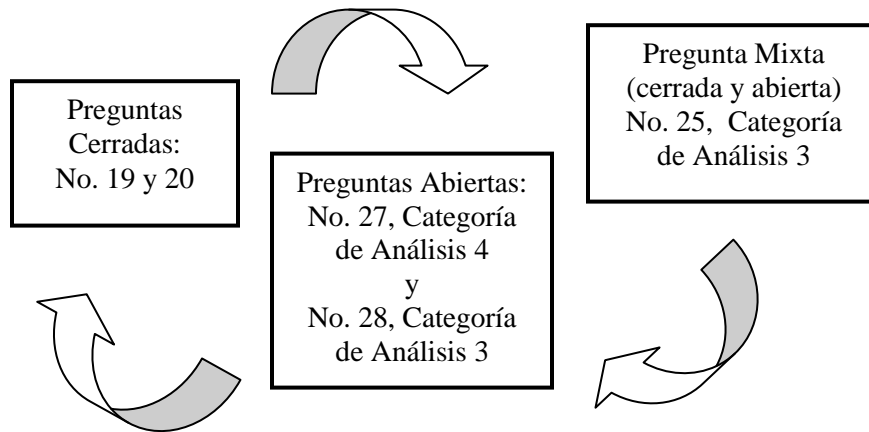 Preguntas
Cerradas:
No. 19 y 20
Preguntas Abiertas:
No. 27, Categoría
de Análisis 4
y
No. 28, Categoría
de Análisis 3
Pregunta Mixta
(cerrada y abierta)
No. 25, Categoría
de Análisis 3